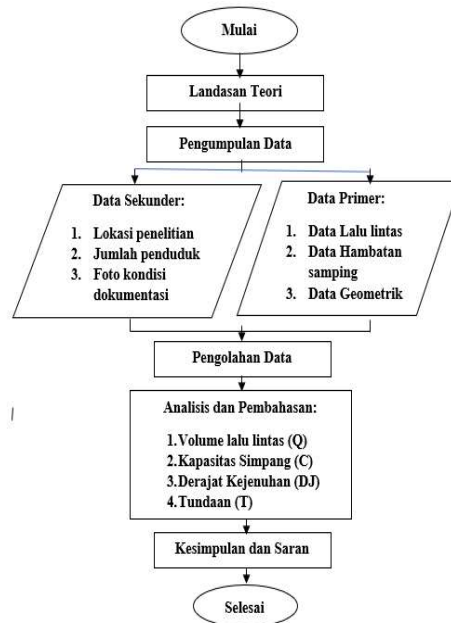 Mulai
Landasan Teori
Pengumpulan Data
Data Sekunder:
1. Lokasi penelitian
2. Jumlah penduduk
3. Foto kondisi
dokumentasi
Data Primer:
1. Data Lalu lintas
2. Data Hambatan
samping
3. Data Geometrik
Pengolahan Data
Analisis dan Pembahasan:
1.Volume lalu lintas (Q)
2.Kapasitas Simpang (C)
3.Derajat Kejenuhan (DJ)
4.Tundaan (T)
Kesimpulan dan Saran
Selesai